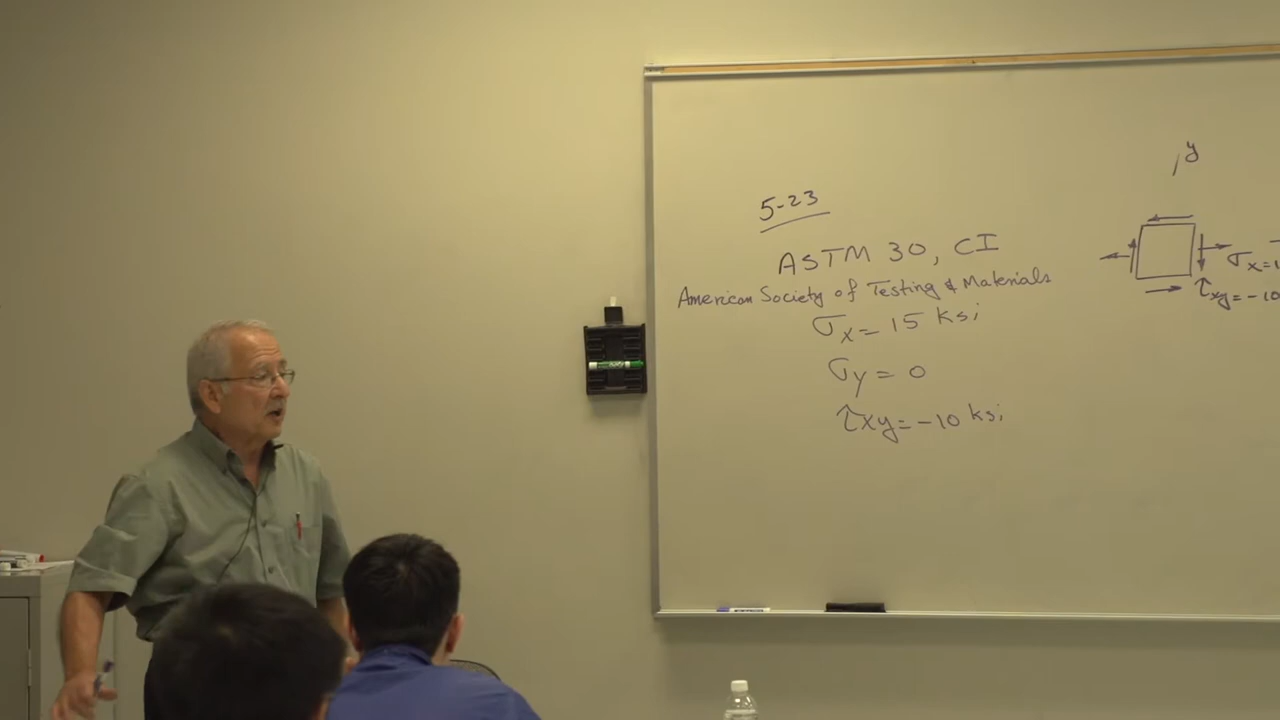 5-23
ASTM 30, CI
American Society of Testing & Materials
σx = 15 ksi
σy = 0
τxy = -10 ksi
y
σx=1
τxy=-10